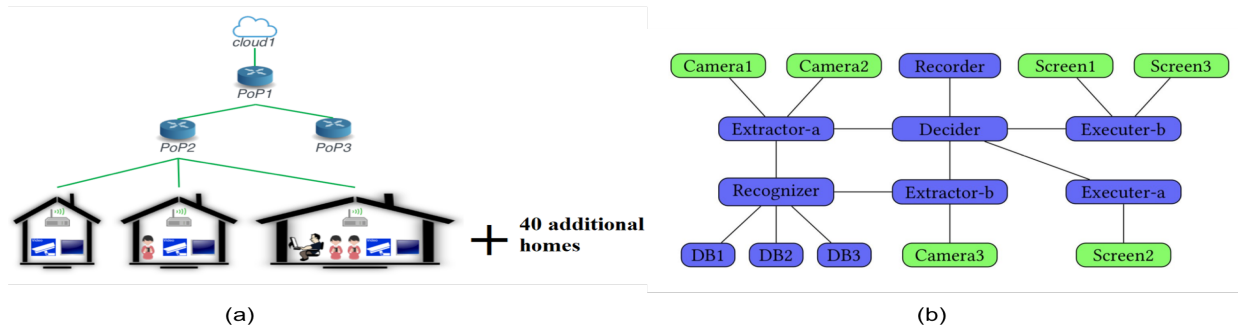 cloud1
PoP1
PoP2
PoP3
+ 40 additional
homes
(a)
Camera1
Camera2
Recorder
Screen1
Screen3
Extractor-a
Decider
Executer-b
Recognizer
Extractor-b
Executer-a
DB1
DB2
DB3
Camera3
Screen2
(b)